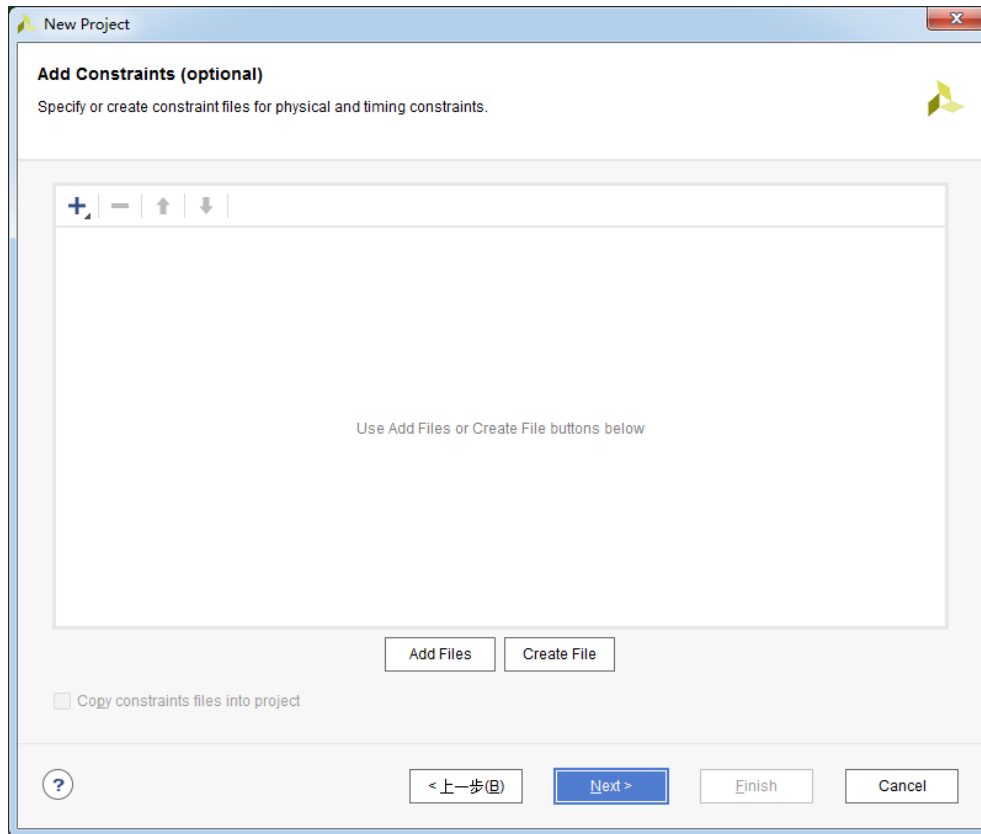 New Project
Add Constraints (optional)
Specify or create constraint files for physical and timing constraints.
Use Add Files or Create File buttons below
Add Files
Create File
Copy constraints files into project
?
< 上一步(B)
Next >
Finish
Cancel